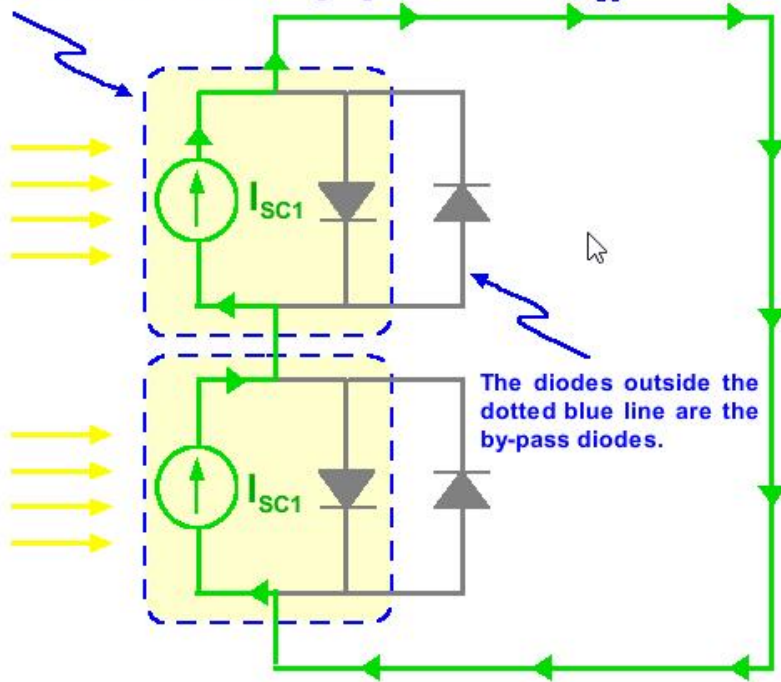 I SC1
The diodes outside the
dotted blue line are the
by-pass diodes.
I SC1